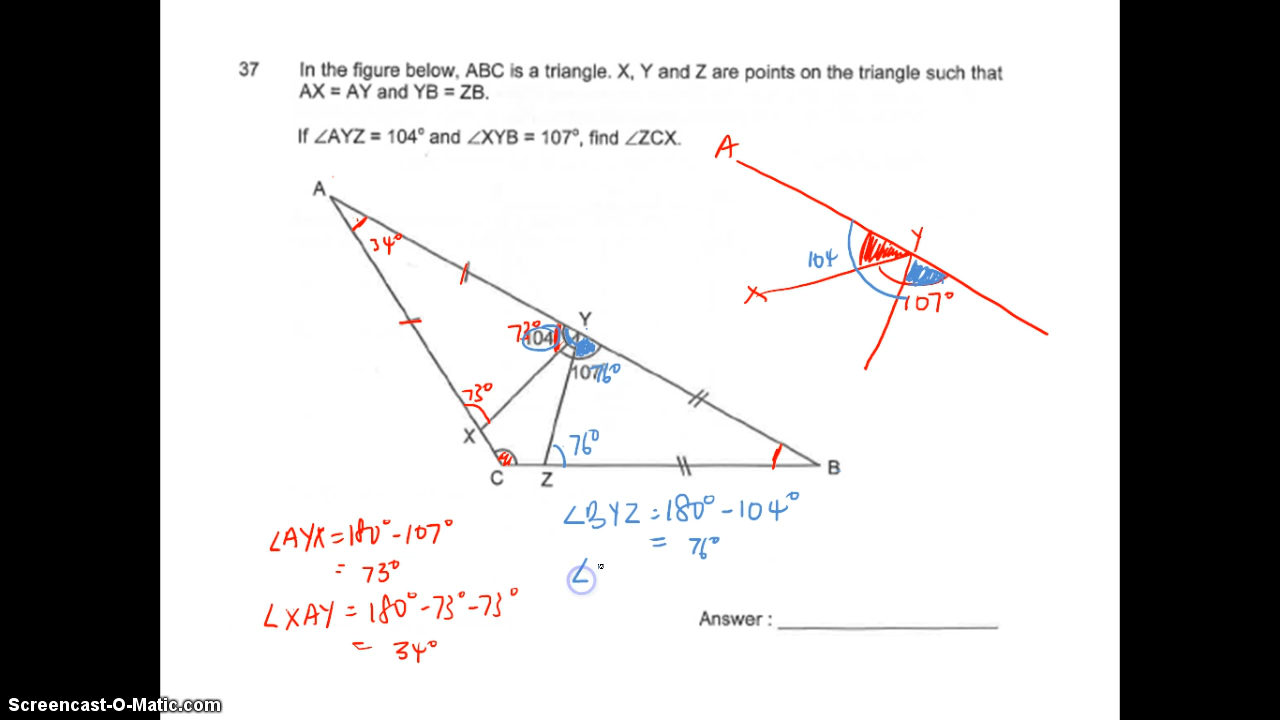 37 In the figure below, ABC is a triangle. X, Y and Z are points on the triangle such that
AX = AY and YB = ZB.
If ∠AYZ = 104° and ∠XYB = 107°, find ∠ZCX.
A
A
34°
Y
104
X
107°
Y
73°
104
107
76°
73°
X
76°
C
Z
B
∠BYZ = 180° - 104°
= 76°
∠
∠AYX = 180° - 107°
= 73°
∠XAY = 180° - 73° - 73°
= 34°
Answer : ____________
Screencast-O-Matic.com